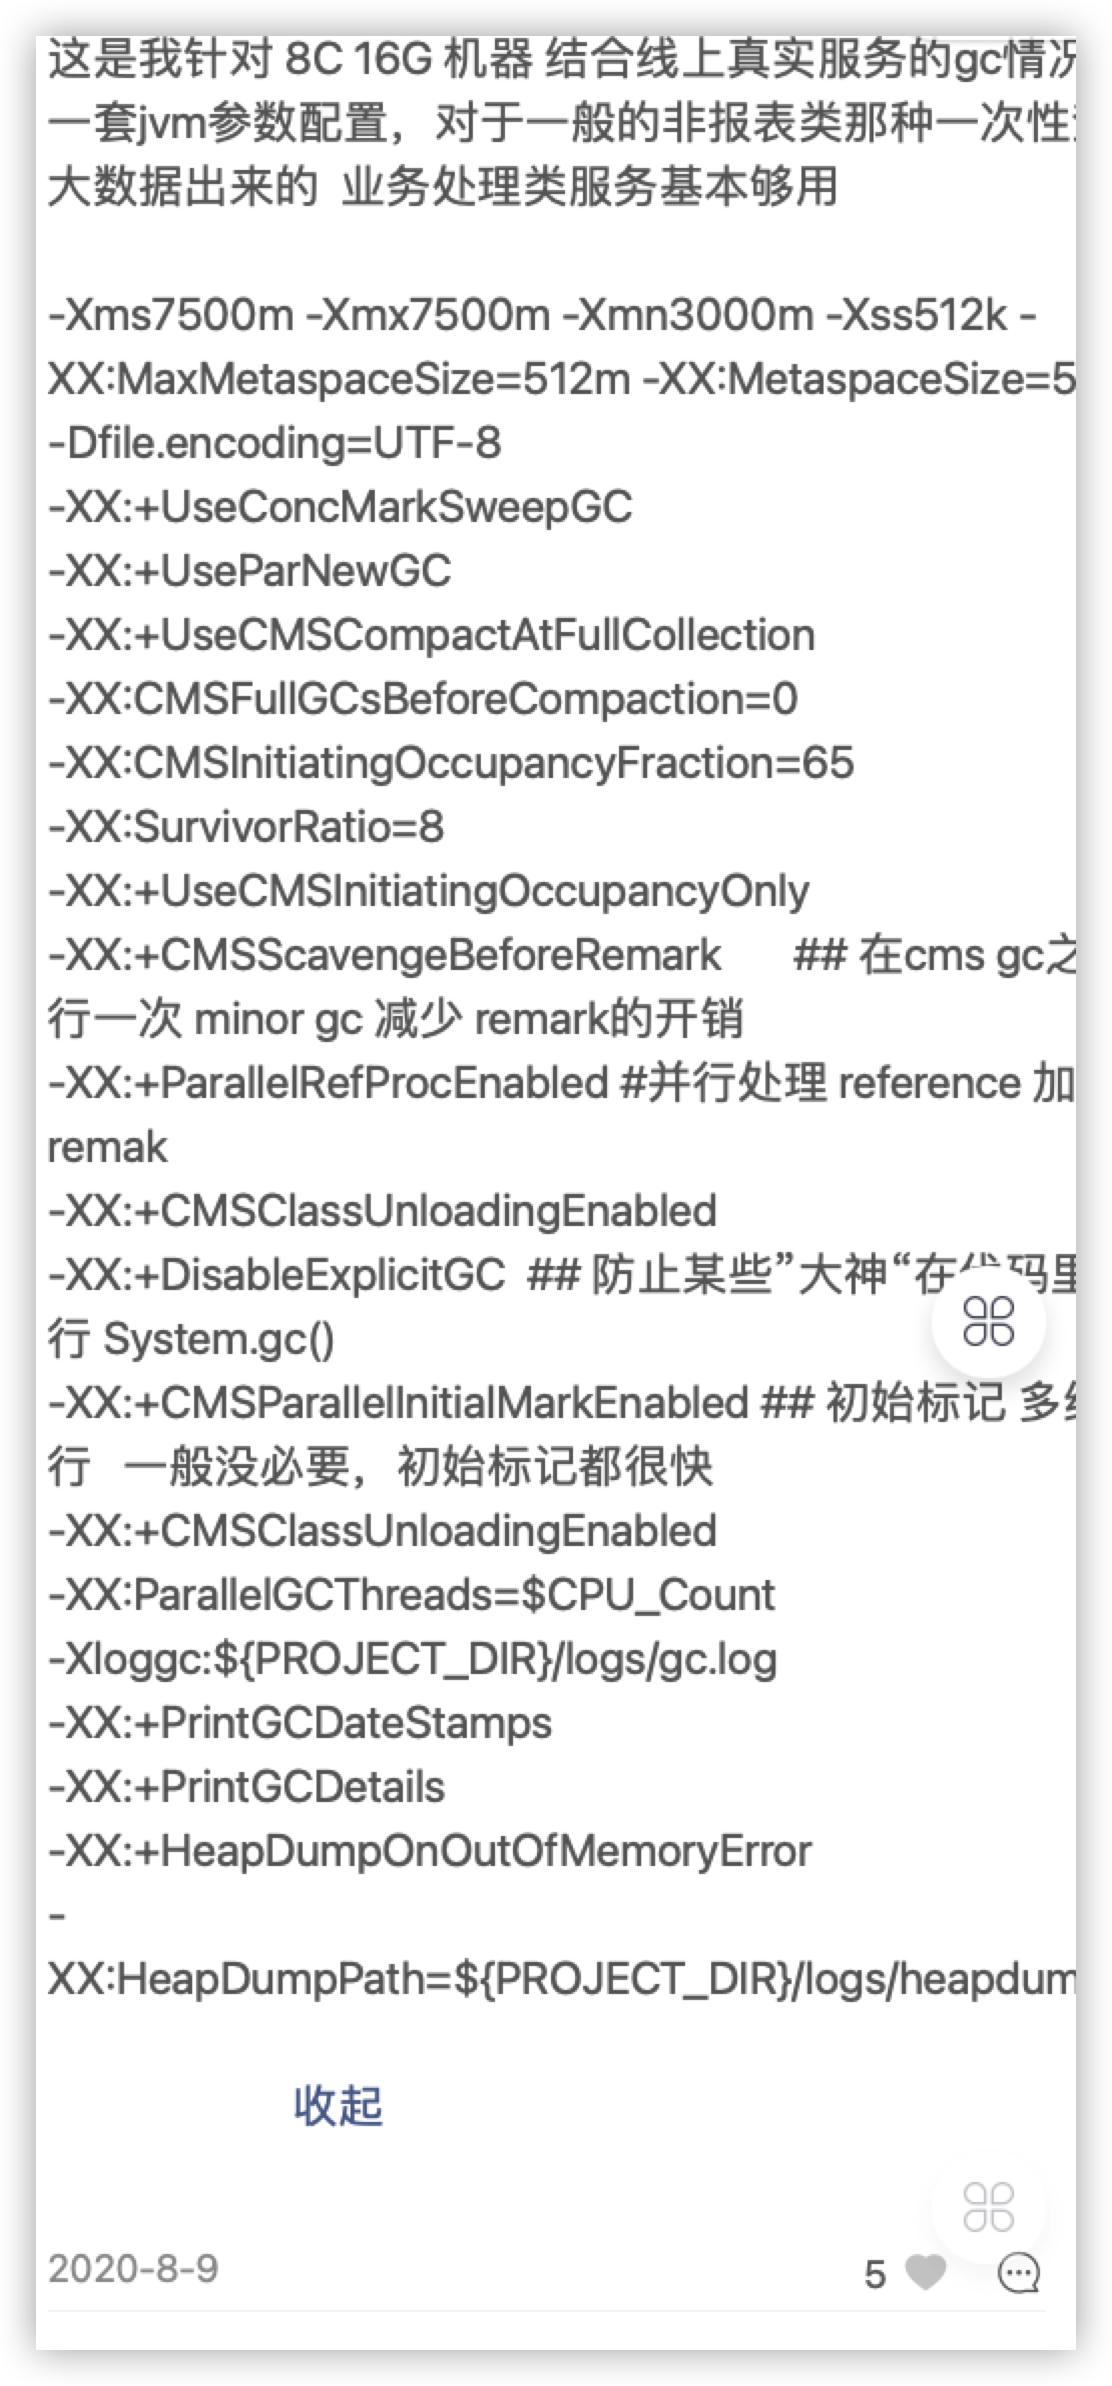 这是我针对 8C 16G 机器 结合线上真实服务的gc情况
一套jvm参数配置，对于一般的非报表类那种一次性
大数据出来的 业务处理类服务基本够用
-Xms7500m -Xmx7500m -Xmn3000m -Xss512k -
XX:MaxMetaspaceSize=512m -XX:MetaspaceSize=5
-Dfile.encoding=UTF-8
-XX:+UseConcMarkSweepGC
-XX:+UseParNewGC
-XX:+UseCMSCompactAtFullCollection
-XX:CMSFullGCsBeforeCompaction=0
-XX:CMSInitiatingOccupancyFraction=65
-XX:SurvivorRatio=8
-XX:+UseCMSInitiatingOccupancyOnly
-XX:+CMSScavengeBeforeRemark ## 在cms gc之
行一次 minor gc 减少 remark的开销
-XX:+ParallelRefProcEnabled #并行处理 reference 加
remak
-XX:+CMSClassUnloadingEnabled
-XX:+DisableExplicitGC ## 防止某些”大神“在代码里
行 System.gc()
-XX:+CMSParallelInitialMarkEnabled ## 初始标记 多
行 一般没必要，初始标记都很快
-XX:+CMSClassUnloadingEnabled
-XX:ParallelGCThreads=$CPU_Count
-Xloggc:${PROJECT_DIR}/logs/gc.log
-XX:+PrintGCDateStamps
-XX:+PrintGCDetails
-XX:+HeapDumpOnOutOfMemoryError
-
XX:HeapDumpPath=${PROJECT_DIR}/logs/heapdum
收起
2020-8-9
5